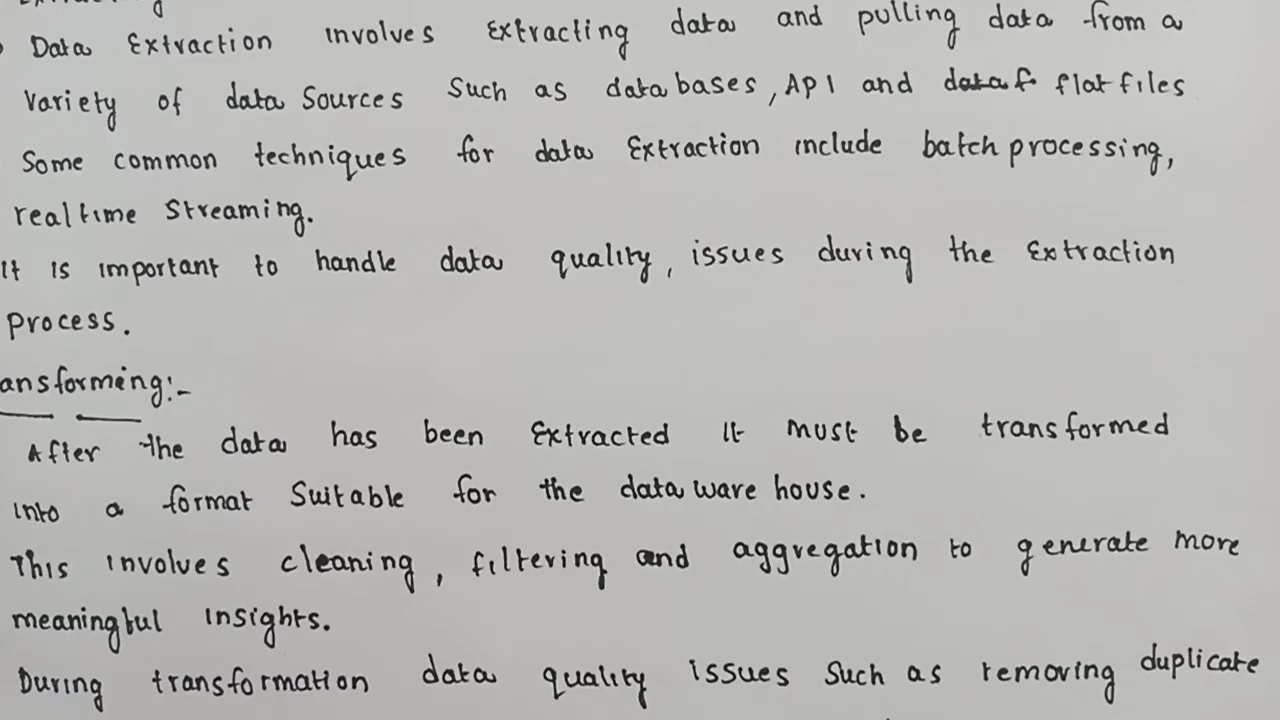 Data Extraction involves Extracting data and pulling data from a
Variety of data Sources Such as databases, API and flat files
Some common techniques for data Extraction include batch processing,
real time Streaming.
It is important to handle data quality, issues during the Extraction
Process.
ansforming:-
After the data has been Extracted It must be transformed
Into a format Suitable for the data ware house.
This involves cleaning, filtering and aggregation to generate more
meaningful Insights.
During transformation data quality issues Such as removing duplicate